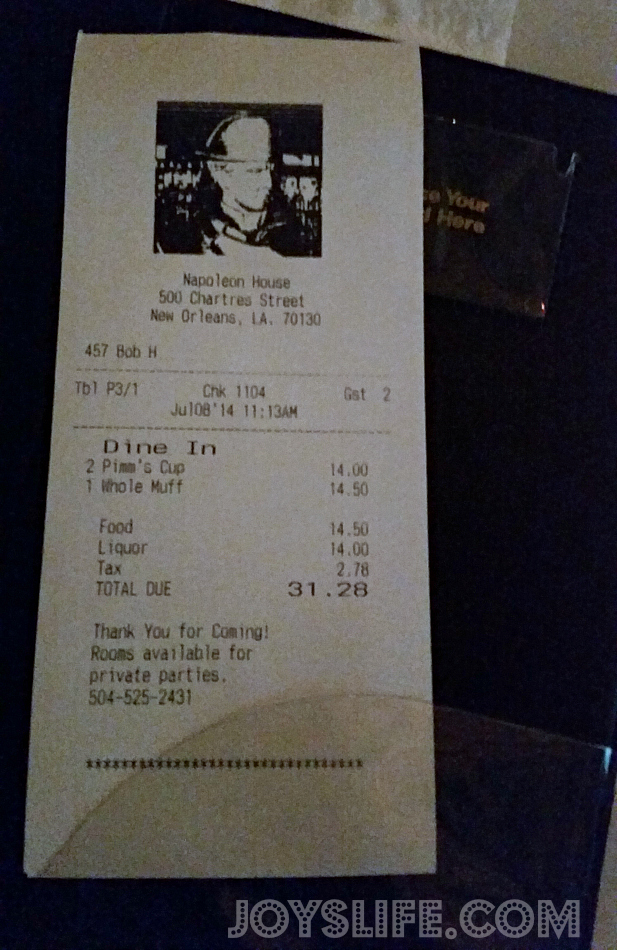 Napoleon House
500 Chartres Street
New Orleans, LA. 70130
457 Bob H
Tbl P3/1 Chk 1104 Gst 2
Jul08'14 11:13AM
Dine In
2 Pimm's Cup 14.00
1 Whole Muff 14.50
Food 14.50
Liquor 14.00
Tax 2.78
TOTAL DUE 31.28
Thank You for Coming!
Rooms available for
private parties.
504-525-2431
********************************
Your
Here
JOYSLIFE.COM